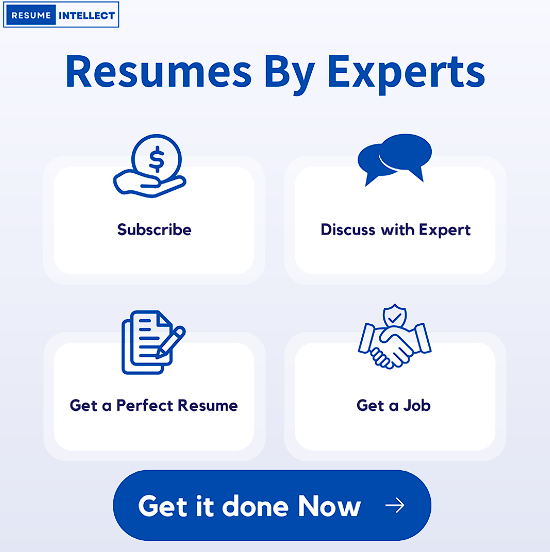 RESUME INTELLECT
Resumes By Experts
Subscribe
Discuss with Expert
Get a Perfect Resume
Get a Job
Get it done Now